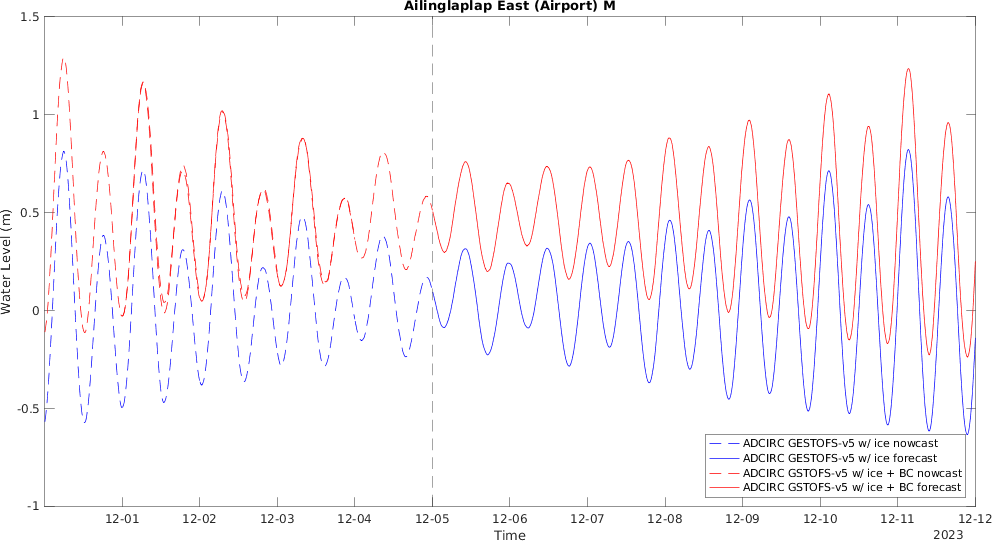 Ailinglaplap East (Airport) M
1.5
1
0.5
0
-0.5
-1
Water Level (m)
12-01 12-02 12-03 12-04 12-05 12-06 12-07 12-08 12-09 12-10 12-11 12-12
Time
2023
ADCIRC GESTOFS-v5 w/ ice nowcast
ADCIRC GESTOFS-v5 w/ ice forecast
ADCIRC GSTOFS-v5 w/ ice + BC nowcast
ADCIRC GSTOFS-v5 w/ ice + BC forecast